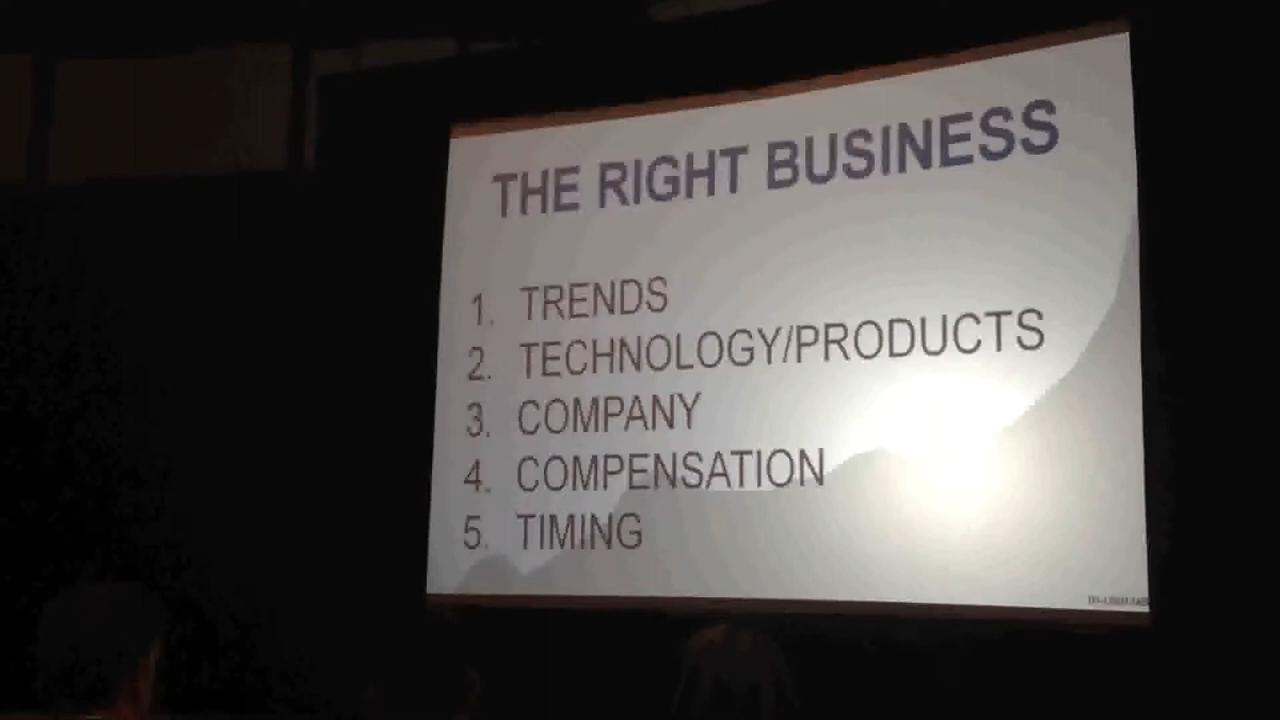 THE RIGHT BUSINESS
1. TRENDS
2. TECHNOLOGY/PRODUCTS
3. COMPANY
4. COMPENSATION
5. TIMING